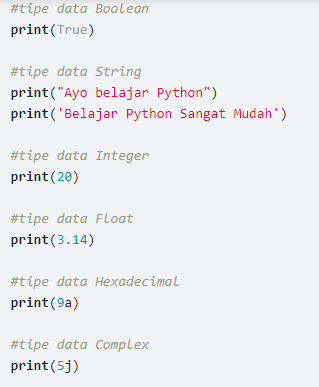 #tipe data Boolean
print(True)
#tipe data String
print("Ayo belajar Python")
print('Belajar Python Sangat Mudah')
#tipe data Integer
print(20)
#tipe data Float
print(3.14)
#tipe data Hexadecimal
print(9a)
#tipe data Complex
print(5j)